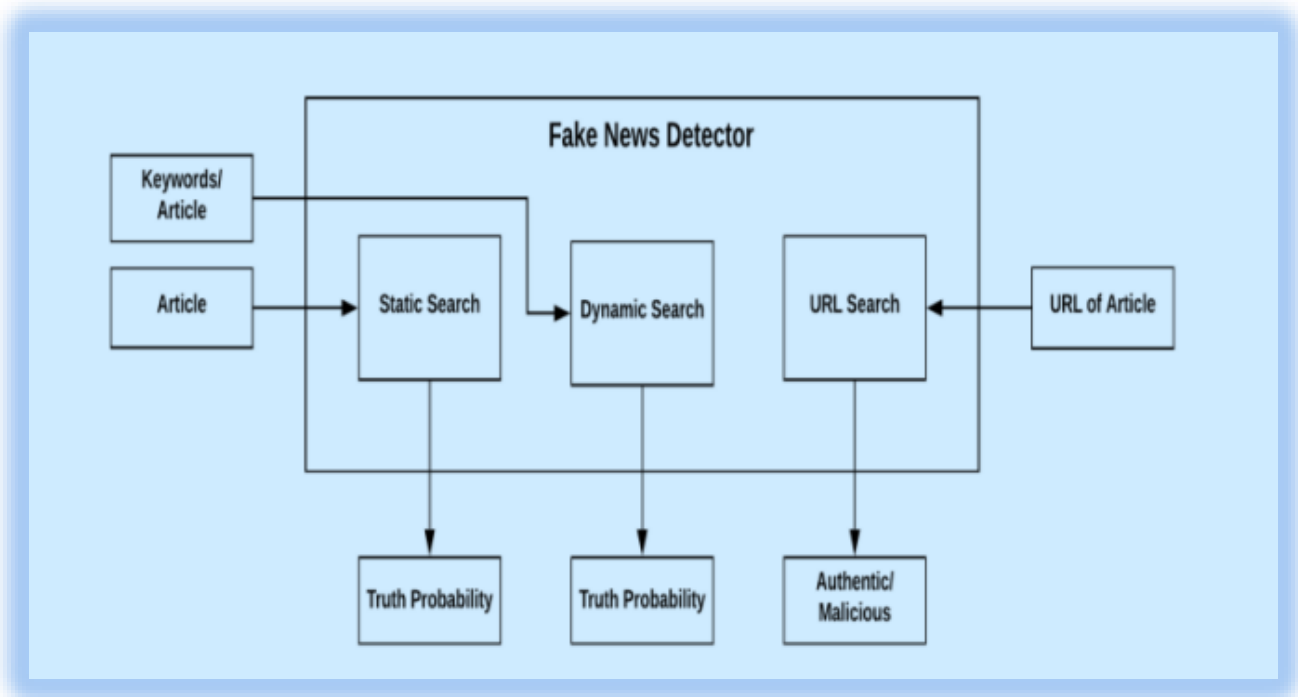 Fake News Detector
Keywords/
Article
Article
Static Search
Dynamic Search
URL Search
URL of Article
Truth Probability
Truth Probability
Authentic/
Malicious